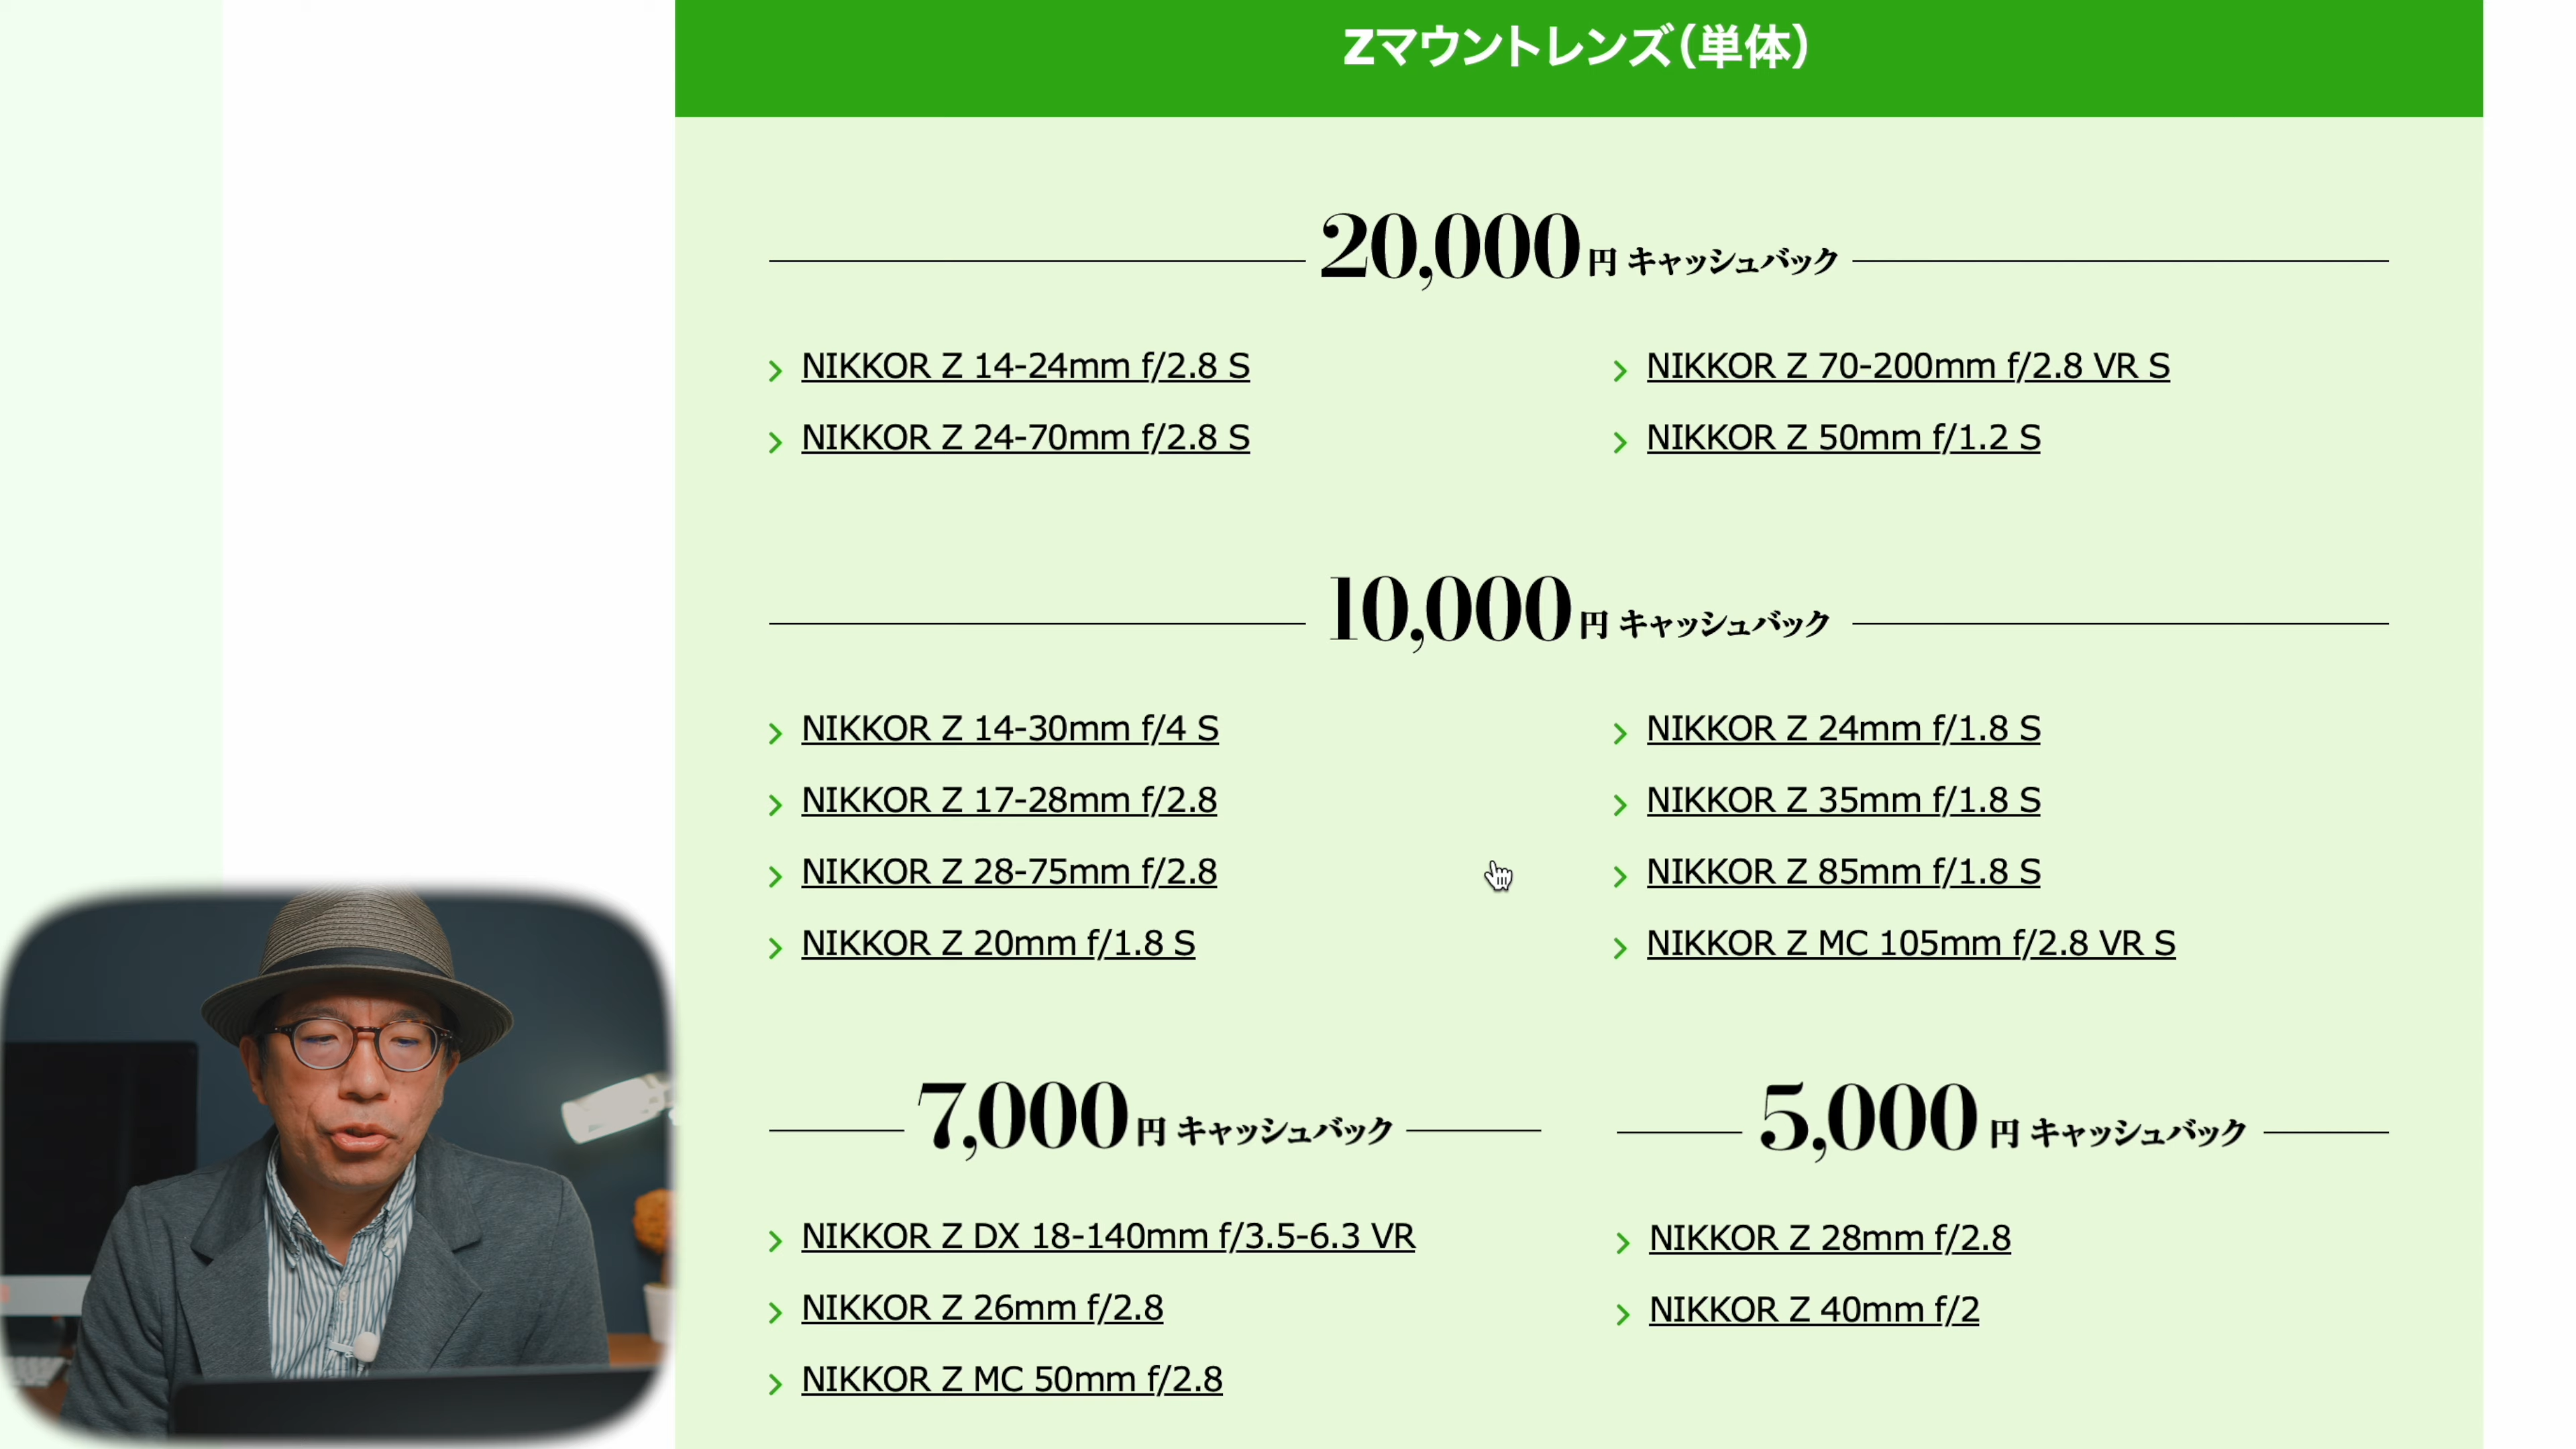 Zマウントレンズ（単体）
20,000円 キャッシュバック
NIKKOR Z 14-24mm f/2.8 S
NIKKOR Z 70-200mm f/2.8 VR S
NIKKOR Z 24-70mm f/2.8 S
NIKKOR Z 50mm f/1.2 S
10,000円 キャッシュバック
NIKKOR Z 14-30mm f/4 S
NIKKOR Z 24mm f/1.8 S
NIKKOR Z 17-28mm f/2.8
NIKKOR Z 35mm f/1.8 S
NIKKOR Z 28-75mm f/2.8
NIKKOR Z 85mm f/1.8 S
NIKKOR Z 20mm f/1.8 S
NIKKOR Z MC 105mm f/2.8 VR S
7,000円 キャッシュバック
NIKKOR Z DX 18-140mm f/3.5-6.3 VR
NIKKOR Z 26mm f/2.8
NIKKOR Z MC 50mm f/2.8
5,000円 キャッシュバック
NIKKOR Z 28mm f/2.8
NIKKOR Z 40mm f/2